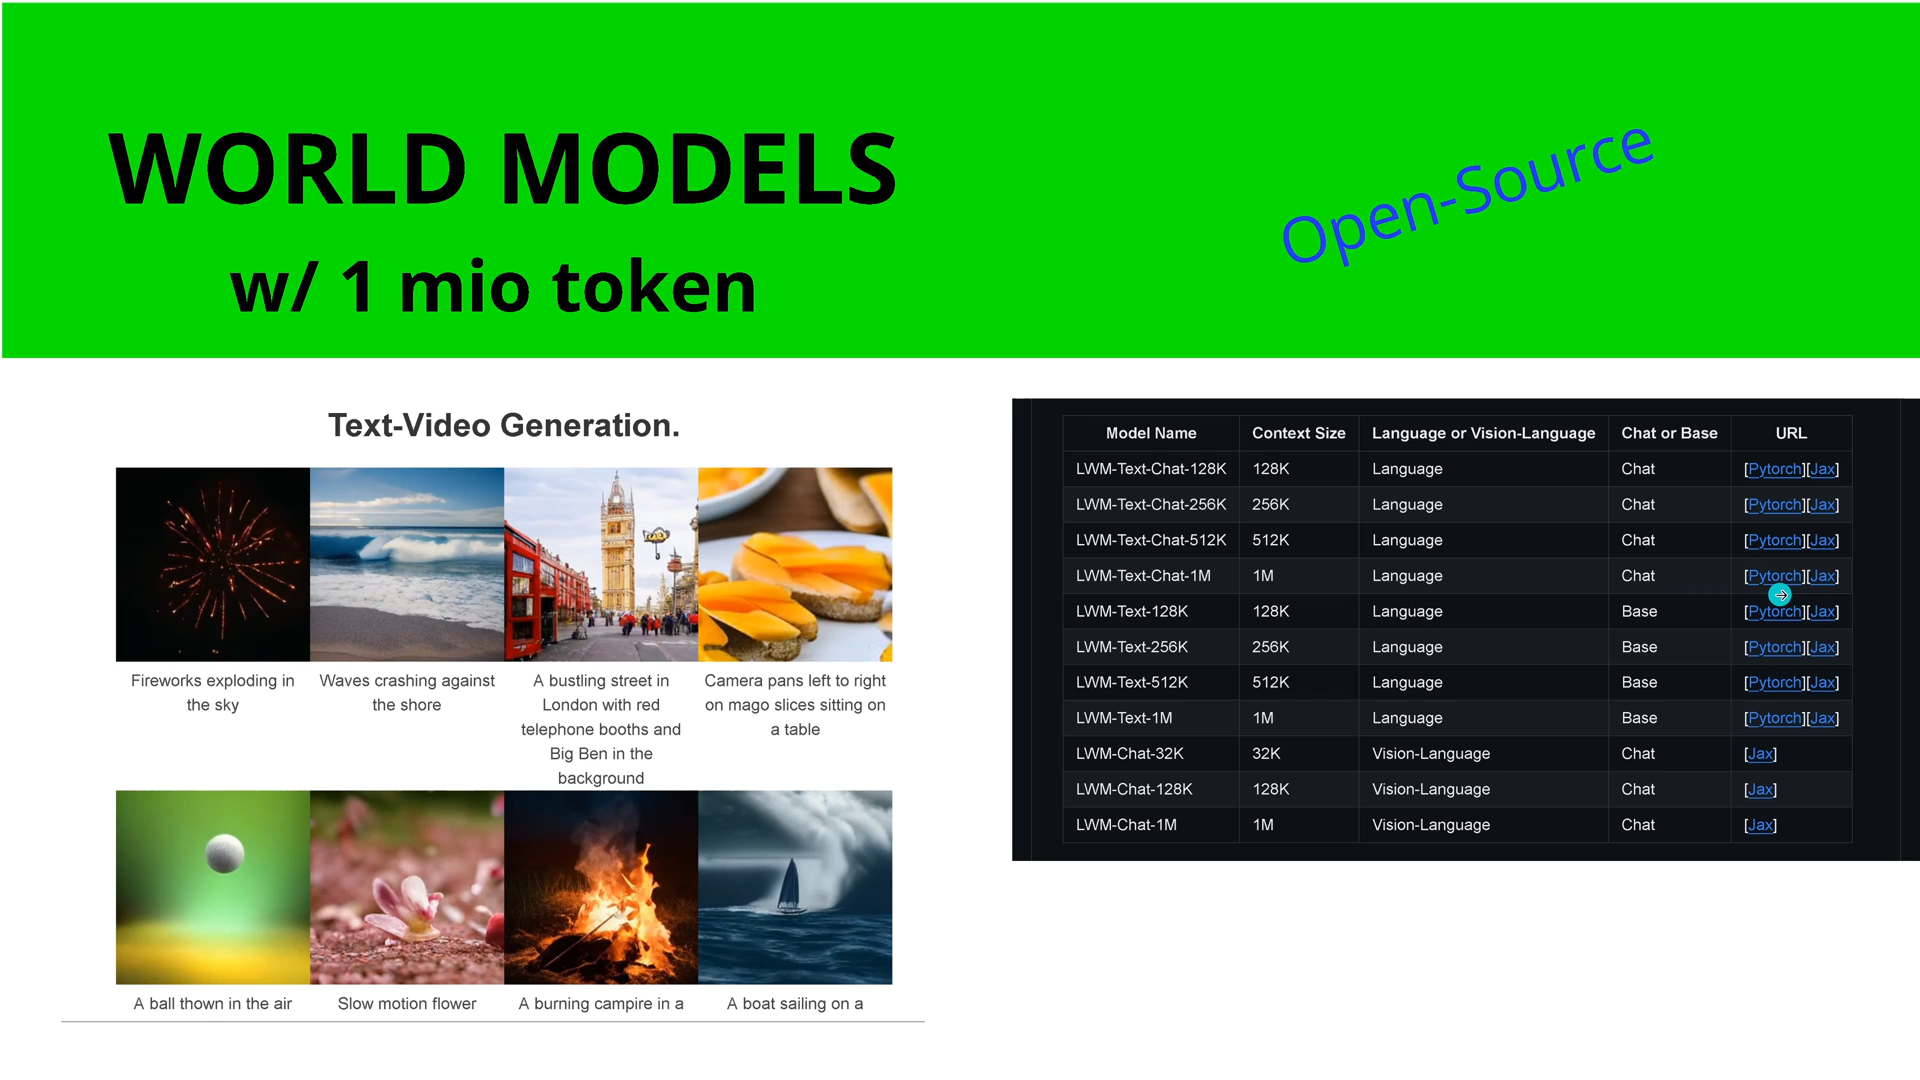 WORLD MODELS
w/ 1 mio token
Open-Source
Text-Video Generation.
Fireworks exploding in
the sky
Waves crashing against
the shore
A bustling street in
London with red
telephone booths and
Big Ben in the
background
Camera pans left to right
on mago slices sitting on
a table
A ball thown in the air
Slow motion flower
A burning campire in a
A boat sailing on a
Model Name Context Size Language or Vision-Language Chat or Base URL
LWM-Text-Chat-128K 128K Language Chat [Pytorch][Jax]
LWM-Text-Chat-256K 256K Language Chat [Pytorch][Jax]
LWM-Text-Chat-512K 512K Language Chat [Pytorch][Jax]
LWM-Text-Chat-1M 1M Language Chat [Pytorch][Jax]
LWM-Text-128K 128K Language Base [Pytorch][Jax]
LWM-Text-256K 256K Language Base [Pytorch][Jax]
LWM-Text-512K 512K Language Base [Pytorch][Jax]
LWM-Text-1M 1M Language Base [Pytorch][Jax]
LWM-Chat-32K 32K Vision-Language Chat [Jax]
LWM-Chat-128K 128K Vision-Language Chat [Jax]
LWM-Chat-1M 1M Vision-Language Chat [Jax]